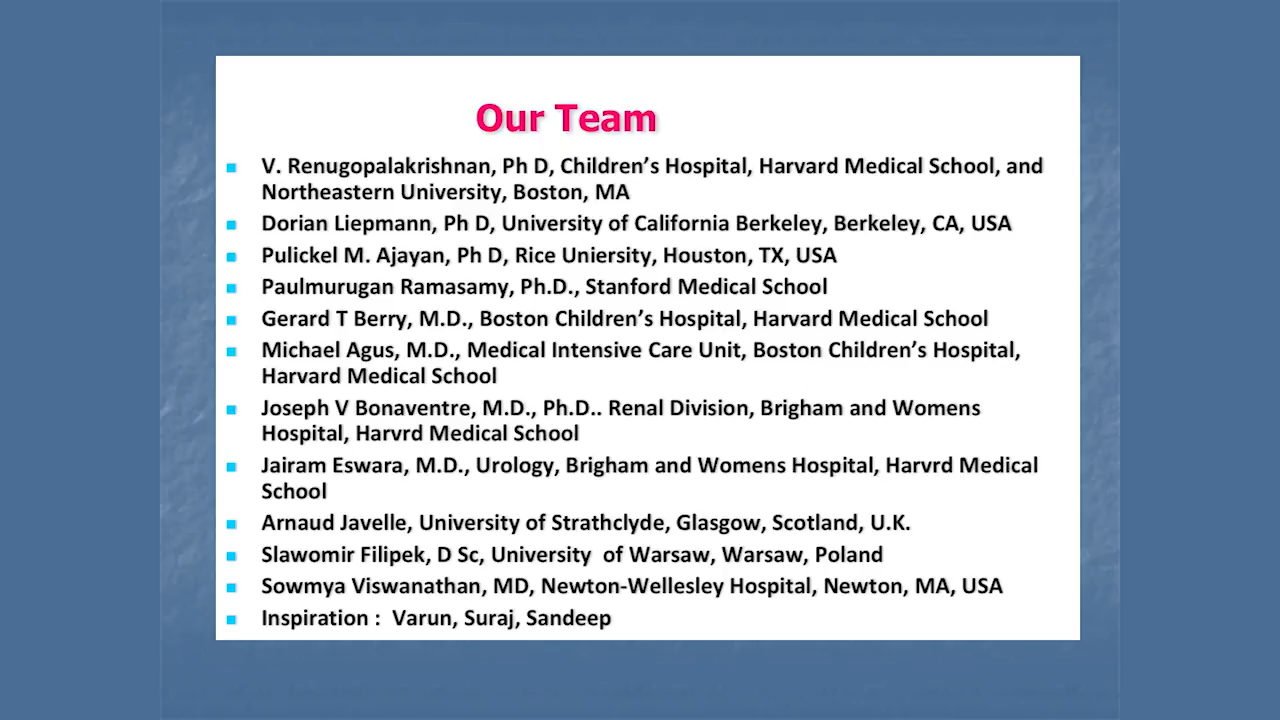 Our Team
V. Renugopalakrishnan, Ph D, Children’s Hospital, Harvard Medical School, and
Northeastern University, Boston, MA
Dorian Liepmann, Ph D, University of California Berkeley, Berkeley, CA, USA
Pulickel M. Ajayan, Ph D, Rice Uniersity, Houston, TX, USA
Paulmurugan Ramasamy, Ph.D., Stanford Medical School
Gerard T Berry, M.D., Boston Children’s Hospital, Harvard Medical School
Michael Agus, M.D., Medical Intensive Care Unit, Boston Children’s Hospital,
Harvard Medical School
Joseph V Bonaventre, M.D., Ph.D.. Renal Division, Brigham and Womens
Hospital, Harvrd Medical School
Jairam Eswara, M.D., Urology, Brigham and Womens Hospital, Harvrd Medical
School
Arnaud Javelle, University of Strathclyde, Glasgow, Scotland, U.K.
Slawomir Filipek, D Sc, University  of Warsaw, Warsaw, Poland
Sowmya Viswanathan, MD, Newton-Wellesley Hospital, Newton, MA, USA
Inspiration :  Varun, Suraj, Sandeep